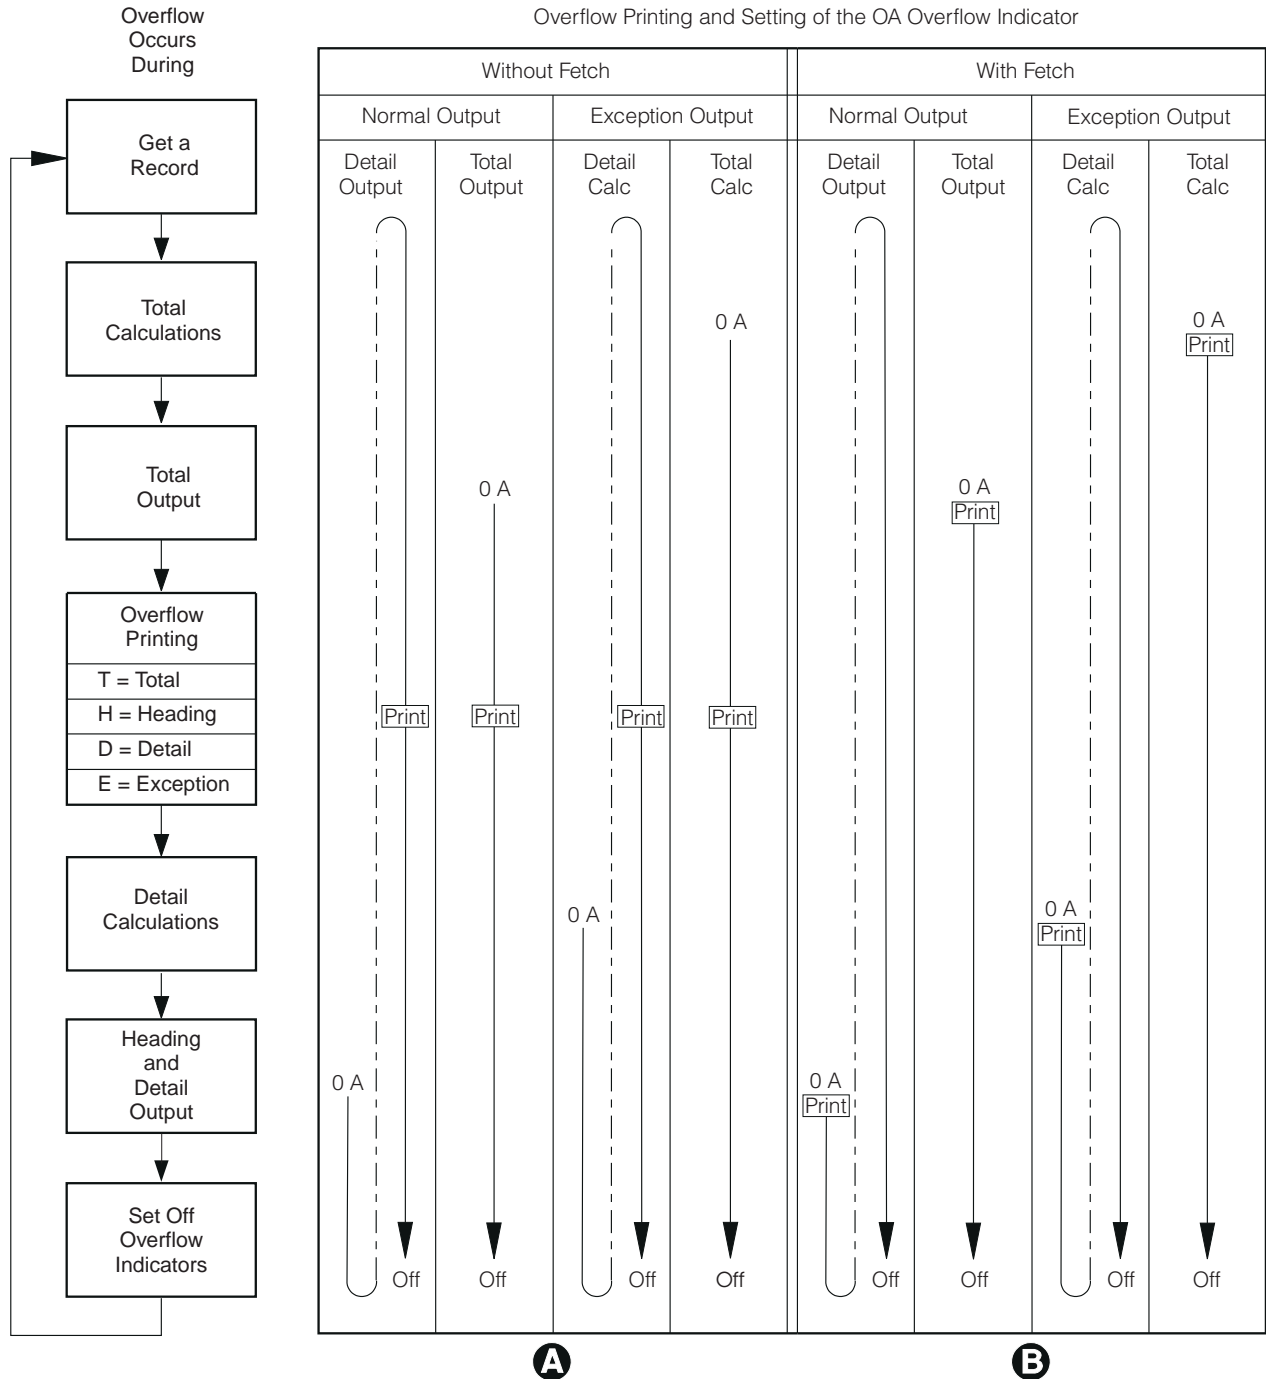 Overflow
Occurs
During
Overflow Printing and Setting of the OA Overflow Indicator
Without Fetch
With Fetch
Normal Output
Exception Output
Normal Output
Exception Output
Detail
Output
Total
Output
Detail
Calc
Total
Calc
Detail
Output
Total
Output
Detail
Calc
Total
Calc
Get a
Record
Total
Calculations
Total
Output
Overflow
Printing
T = Total
H = Heading
D = Detail
E = Exception
Detail
Calculations
Heading
and
Detail
Output
Set Off
Overflow
Indicators
0 A
0 A
Print
0 A
0 A
Print
Print
Print
Print
Print
0 A
0 A
Print
0 A
0 A
Print
Off
Off
Off
Off
Off
Off
Off
Off
A
B